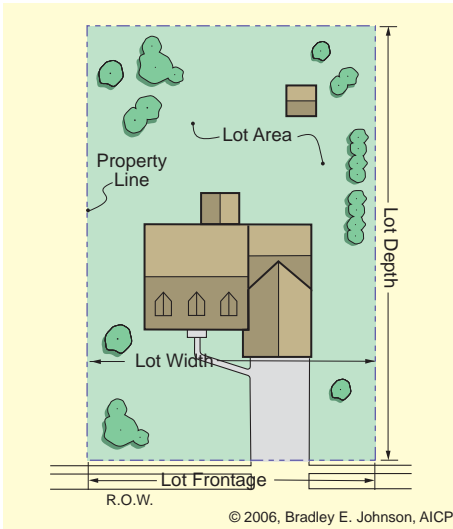 Lot Area
Property
Line
Lot Depth
Lot Width
Lot Frontage
R.O.W.
© 2006, Bradley E. Johnson, AICP